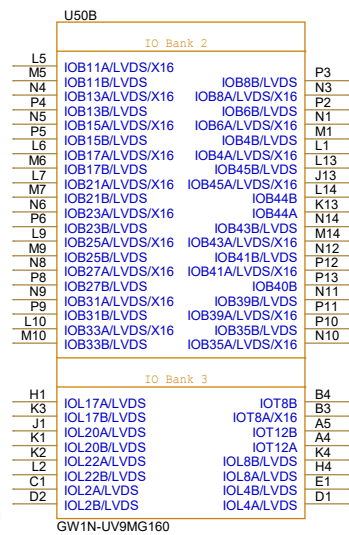 U50B
IO Bank 2
L5 IOB11A/LVDS/X16
M5 IOB11B/LVDS IOB8B/LVDS P3
N4 IOB13A/LVDS/X16 IOB8A/LVDS/X16 N3
P4 IOB13B/LVDS IOB6B/LVDS P2
N5 IOB15A/LVDS/X16 IOB6A/LVDS/X16 N1
P5 IOB15B/LVDS IOB4B/LVDS M1
L6 IOB17A/LVDS/X16 IOB4A/LVDS/X16 L1
M6 IOB17B/LVDS IOB45B/LVDS L13
L7 IOB21A/LVDS/X16 IOB45A/LVDS/X16 J13
M7 IOB21B/LVDS IOB44B L14
N6 IOB23A/LVDS/X16 IOB44A K13
P6 IOB23B/LVDS IOB43B/LVDS N14
L9 IOB25A/LVDS/X16 IOB43A/LVDS/X16 M14
M9 IOB25B/LVDS IOB41B/LVDS N12
N8 IOB27A/LVDS/X16 IOB41A/LVDS/X16 P12
P8 IOB27B/LVDS IOB40B P13
N9 IOB31A/LVDS/X16 IOB39B/LVDS N11
P9 IOB31B/LVDS IOB39A/LVDS/X16 P11
L10 IOB33A/LVDS/X16 IOB35B/LVDS P10
M10 IOB33B/LVDS IOB35A/LVDS/X16 N10
IO Bank 3
H1 IOL17A/LVDS IOT8B B4
K3 IOL17B/LVDS IOT8A/X16 B3
J1 IOL20A/LVDS IOT12B A5
K1 IOL20B/LVDS IOT12A A4
K2 IOL22A/LVDS IOL8B/LVDS K4
L2 IOL22B/LVDS IOL8A/LVDS H4
C1 IOL2A/LVDS IOL4B/LVDS E1
D2 IOL2B/LVDS IOL4A/LVDS D1
GW1N-UV9MG160